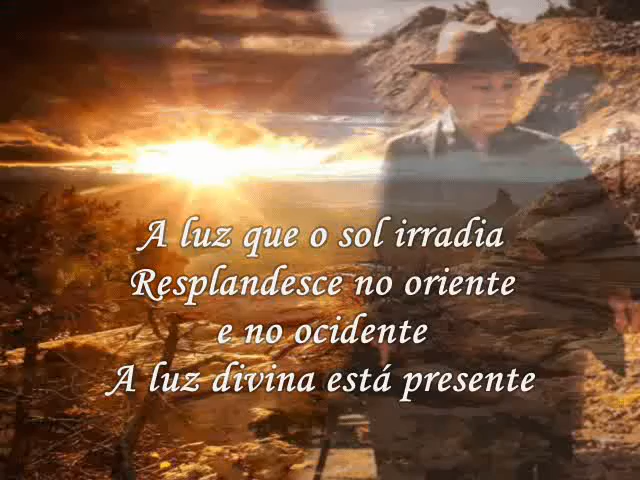 A luz que o sol irradia
Resplandesce no oriente
e no ocidente
A luz divina está presente